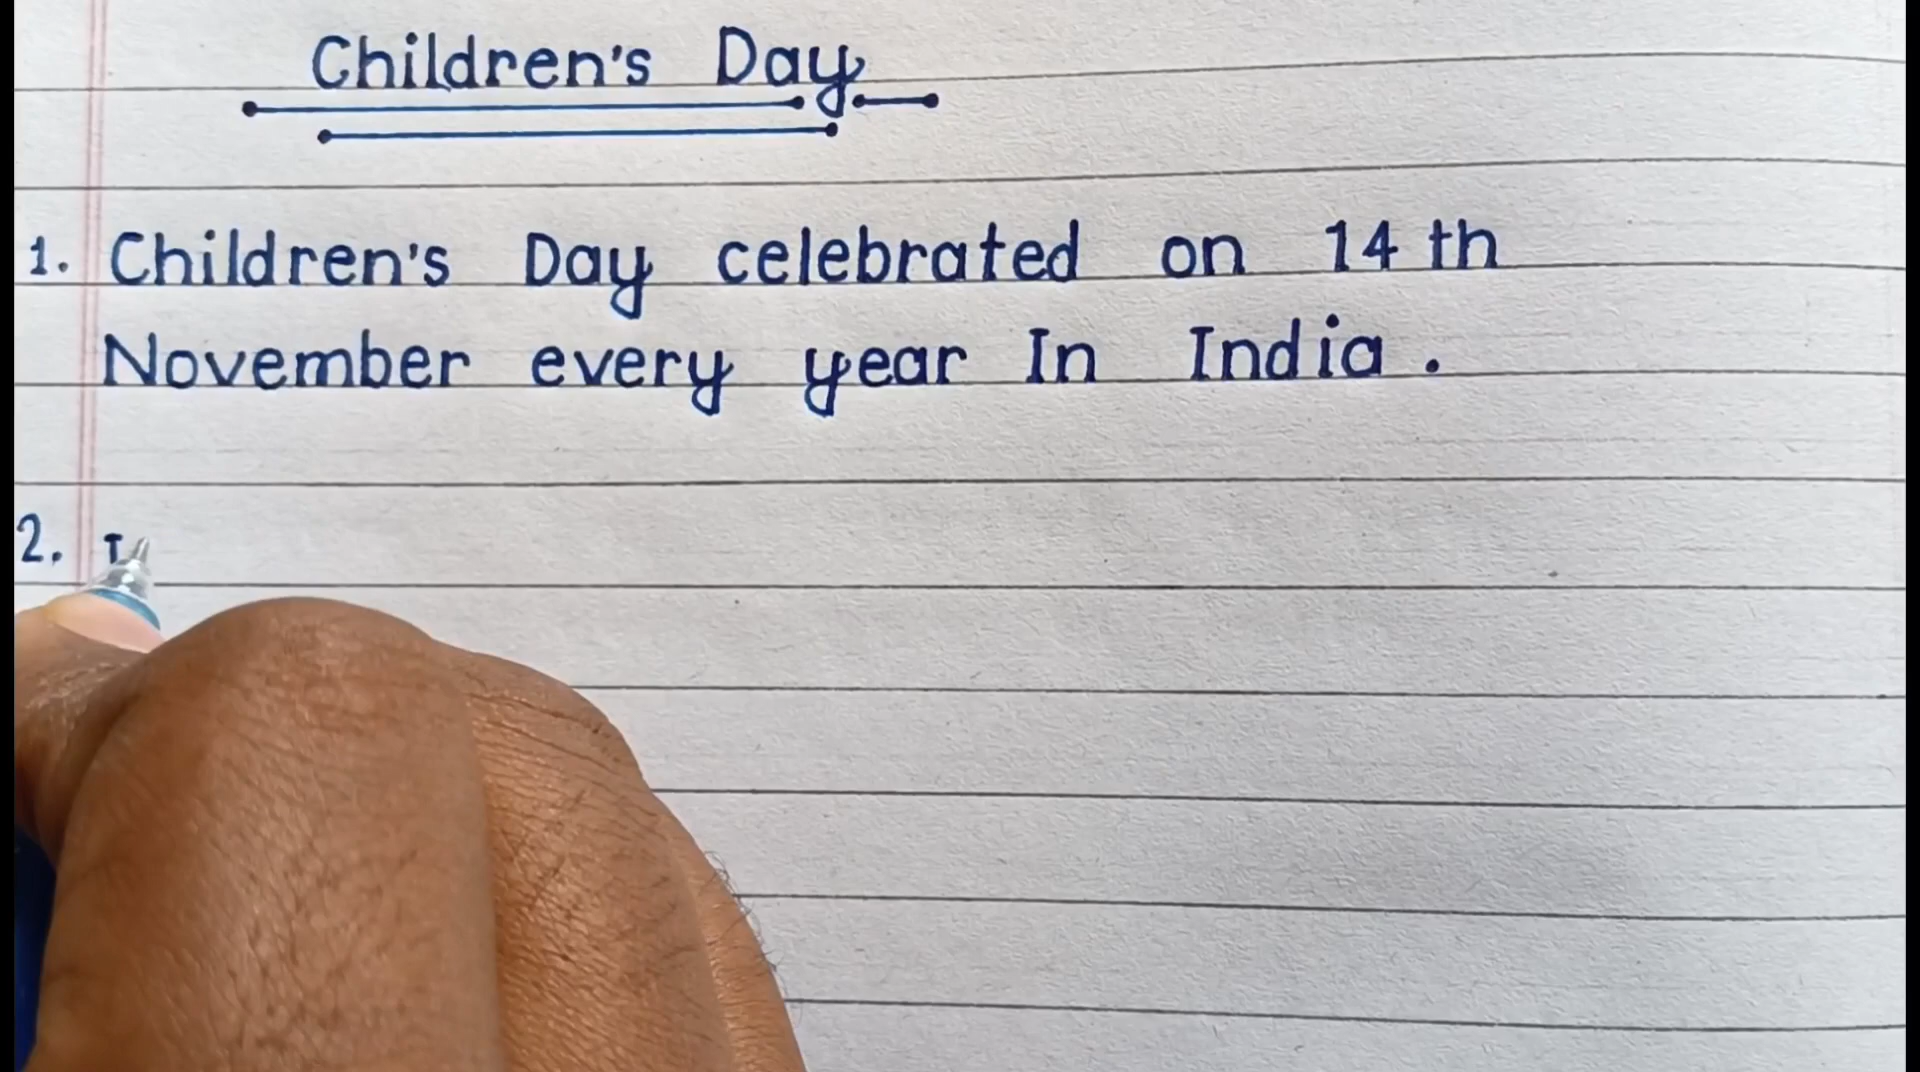 Children's Day
1. Children's Day celebrated on 14 th
November every year In India.
2. I